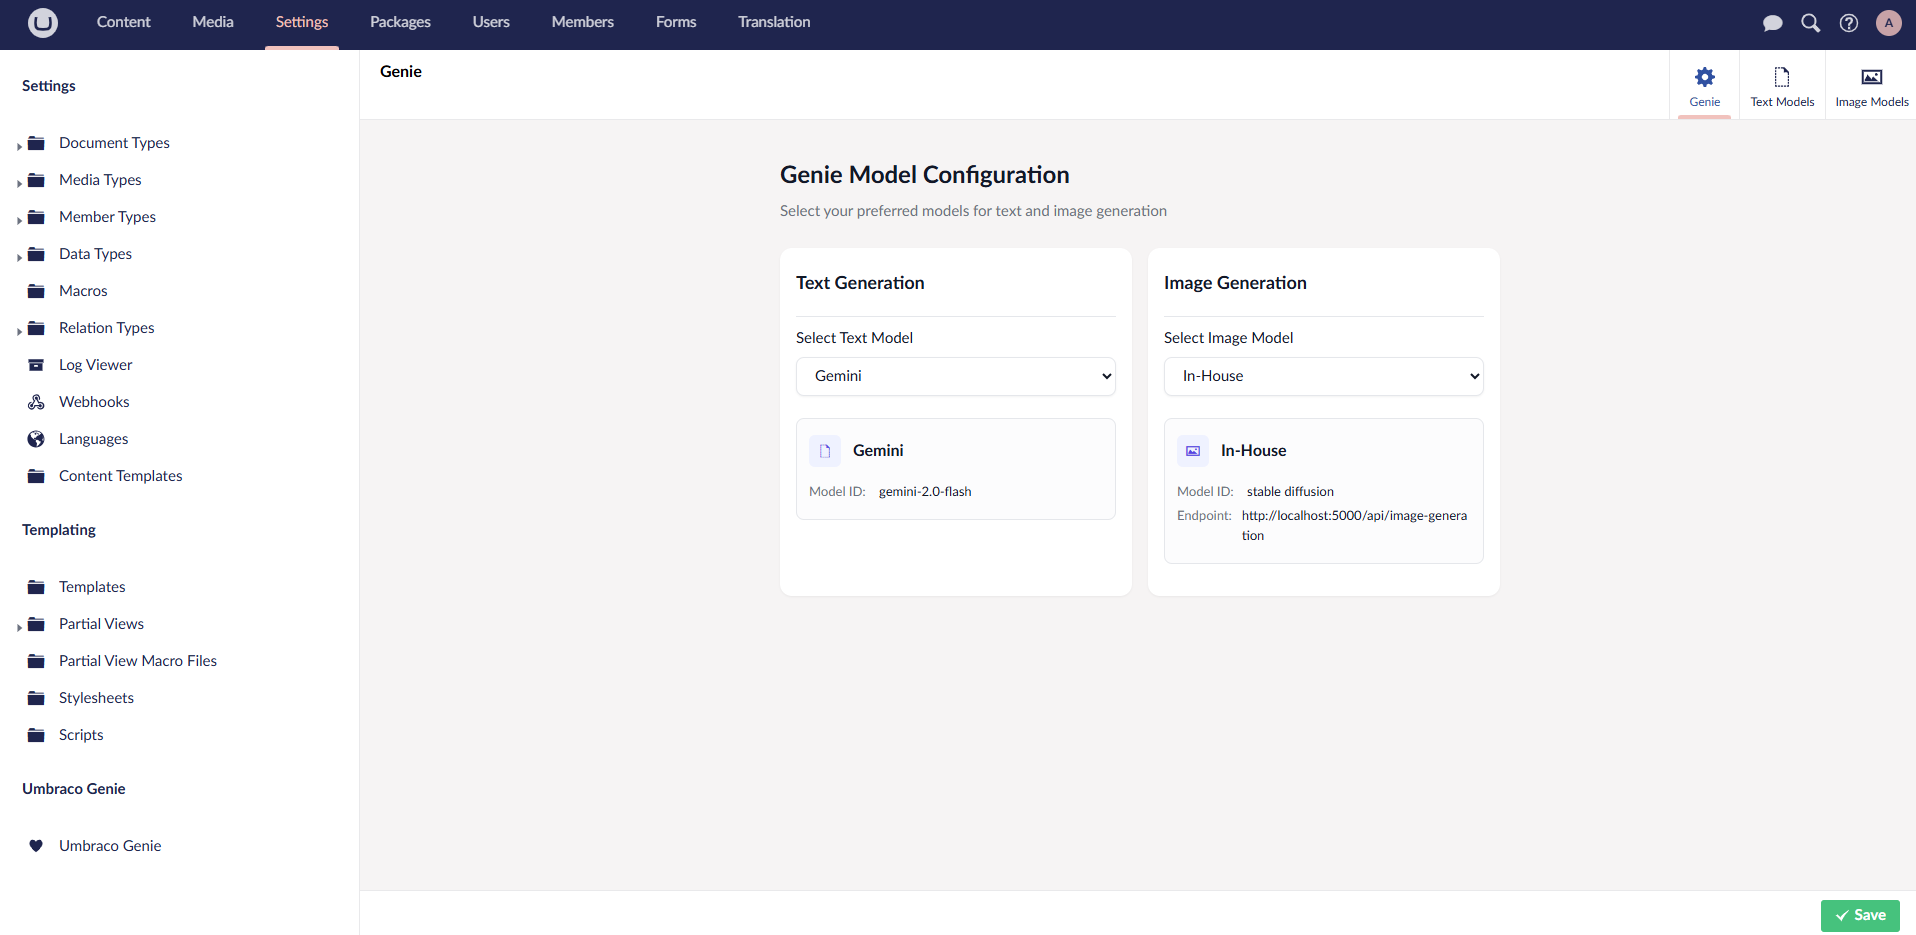 Content Media Settings Packages Users Members Forms Translation
A
Settings
Document Types
Media Types
Member Types
Data Types
Macros
Relation Types
Log Viewer
Webhooks
Languages
Content Templates
Templating
Templates
Partial Views
Partial View Macro Files
Stylesheets
Scripts
Umbraco Genie
Umbraco Genie
Genie
Genie Text Models Image Models
Genie Model Configuration
Select your preferred models for text and image generation
Text Generation
Select Text Model
Gemini
Gemini
Model ID: gemini-2.0-flash
Image Generation
Select Image Model
In-House
In-House
Model ID: stable diffusion
Endpoint: http://localhost:5000/api/image-genera
tion
Save